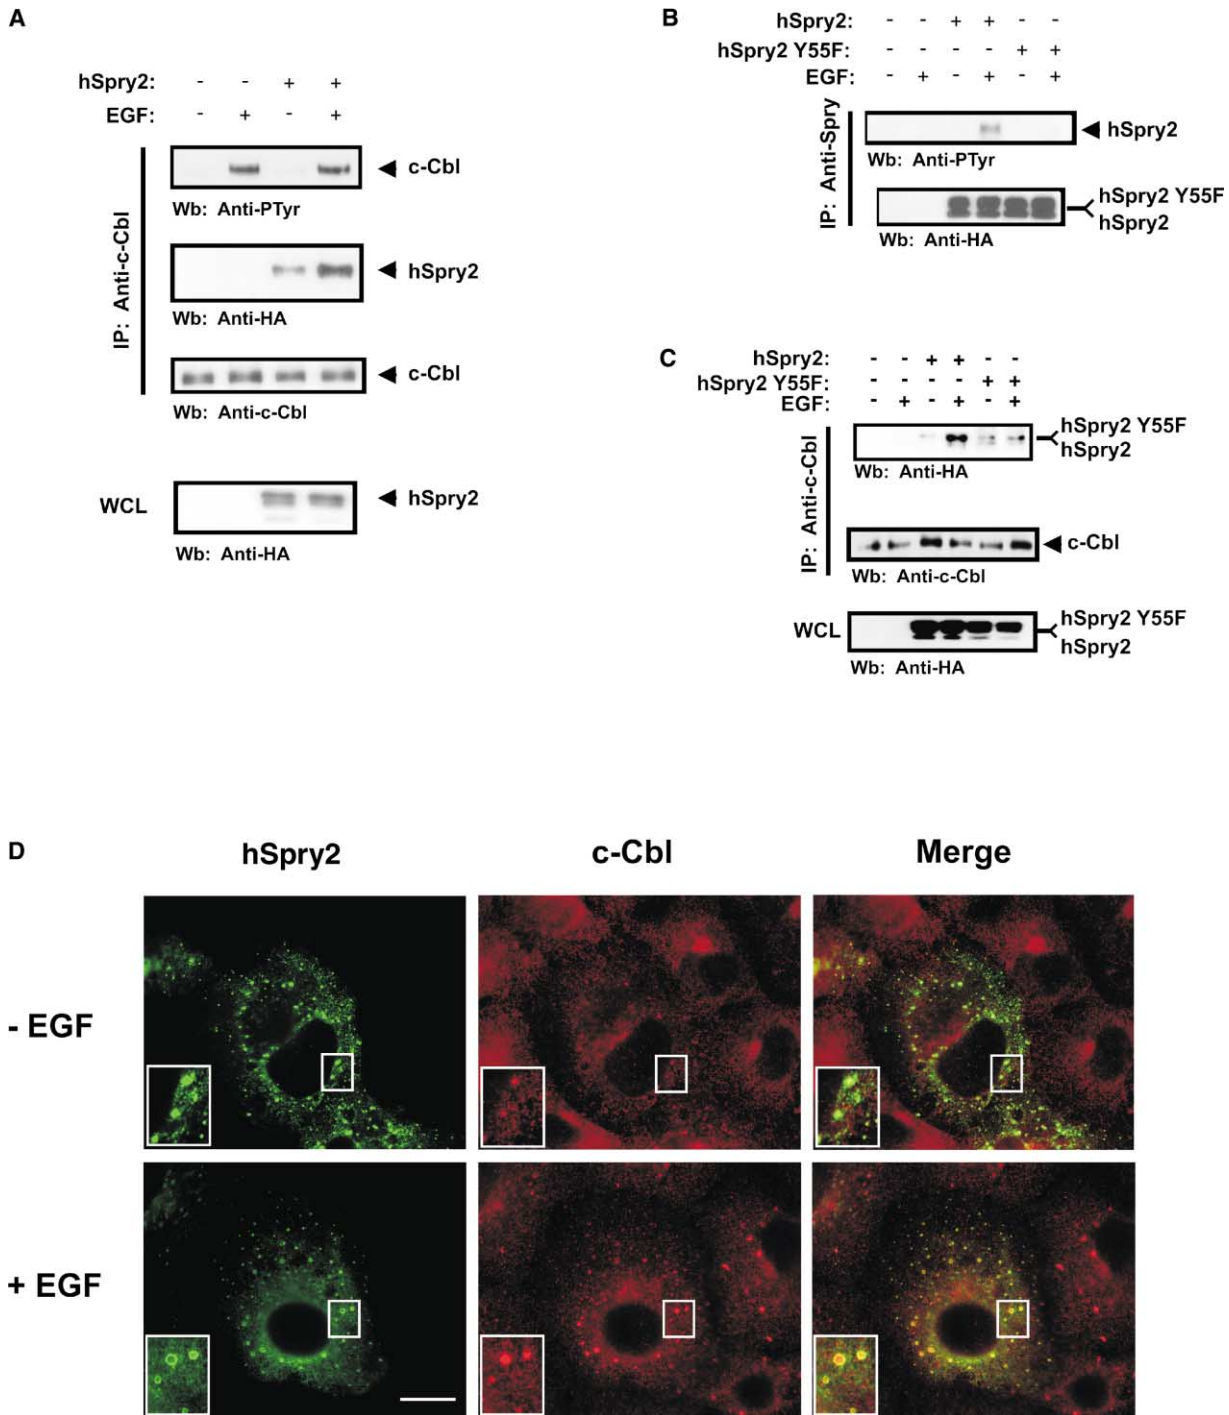 A
hSpry2: - - + +
EGF: - + - +
IP: Anti-c-Cbl
c-Cbl
Wb: Anti-PTyr
hSpry2
Wb: Anti-HA
c-Cbl
Wb: Anti-c-Cbl
WCL
hSpry2
Wb: Anti-HA
B
hSpry2: - - + + - -
hSpry2 Y55F: - - - - + +
EGF: - + - + - +
IP: Anti-Spry
hSpry2
Wb: Anti-PTyr
hSpry2 Y55F
hSpry2
Wb: Anti-HA
C
hSpry2: - - + + - -
hSpry2 Y55F: - - - - + +
EGF: - + - + - +
IP: Anti-c-Cbl
hSpry2 Y55F
hSpry2
Wb: Anti-HA
c-Cbl
Wb: Anti-c-Cbl
WCL
hSpry2 Y55F
hSpry2
Wb: Anti-HA
D
hSpry2 c-Cbl Merge
- EGF
+ EGF